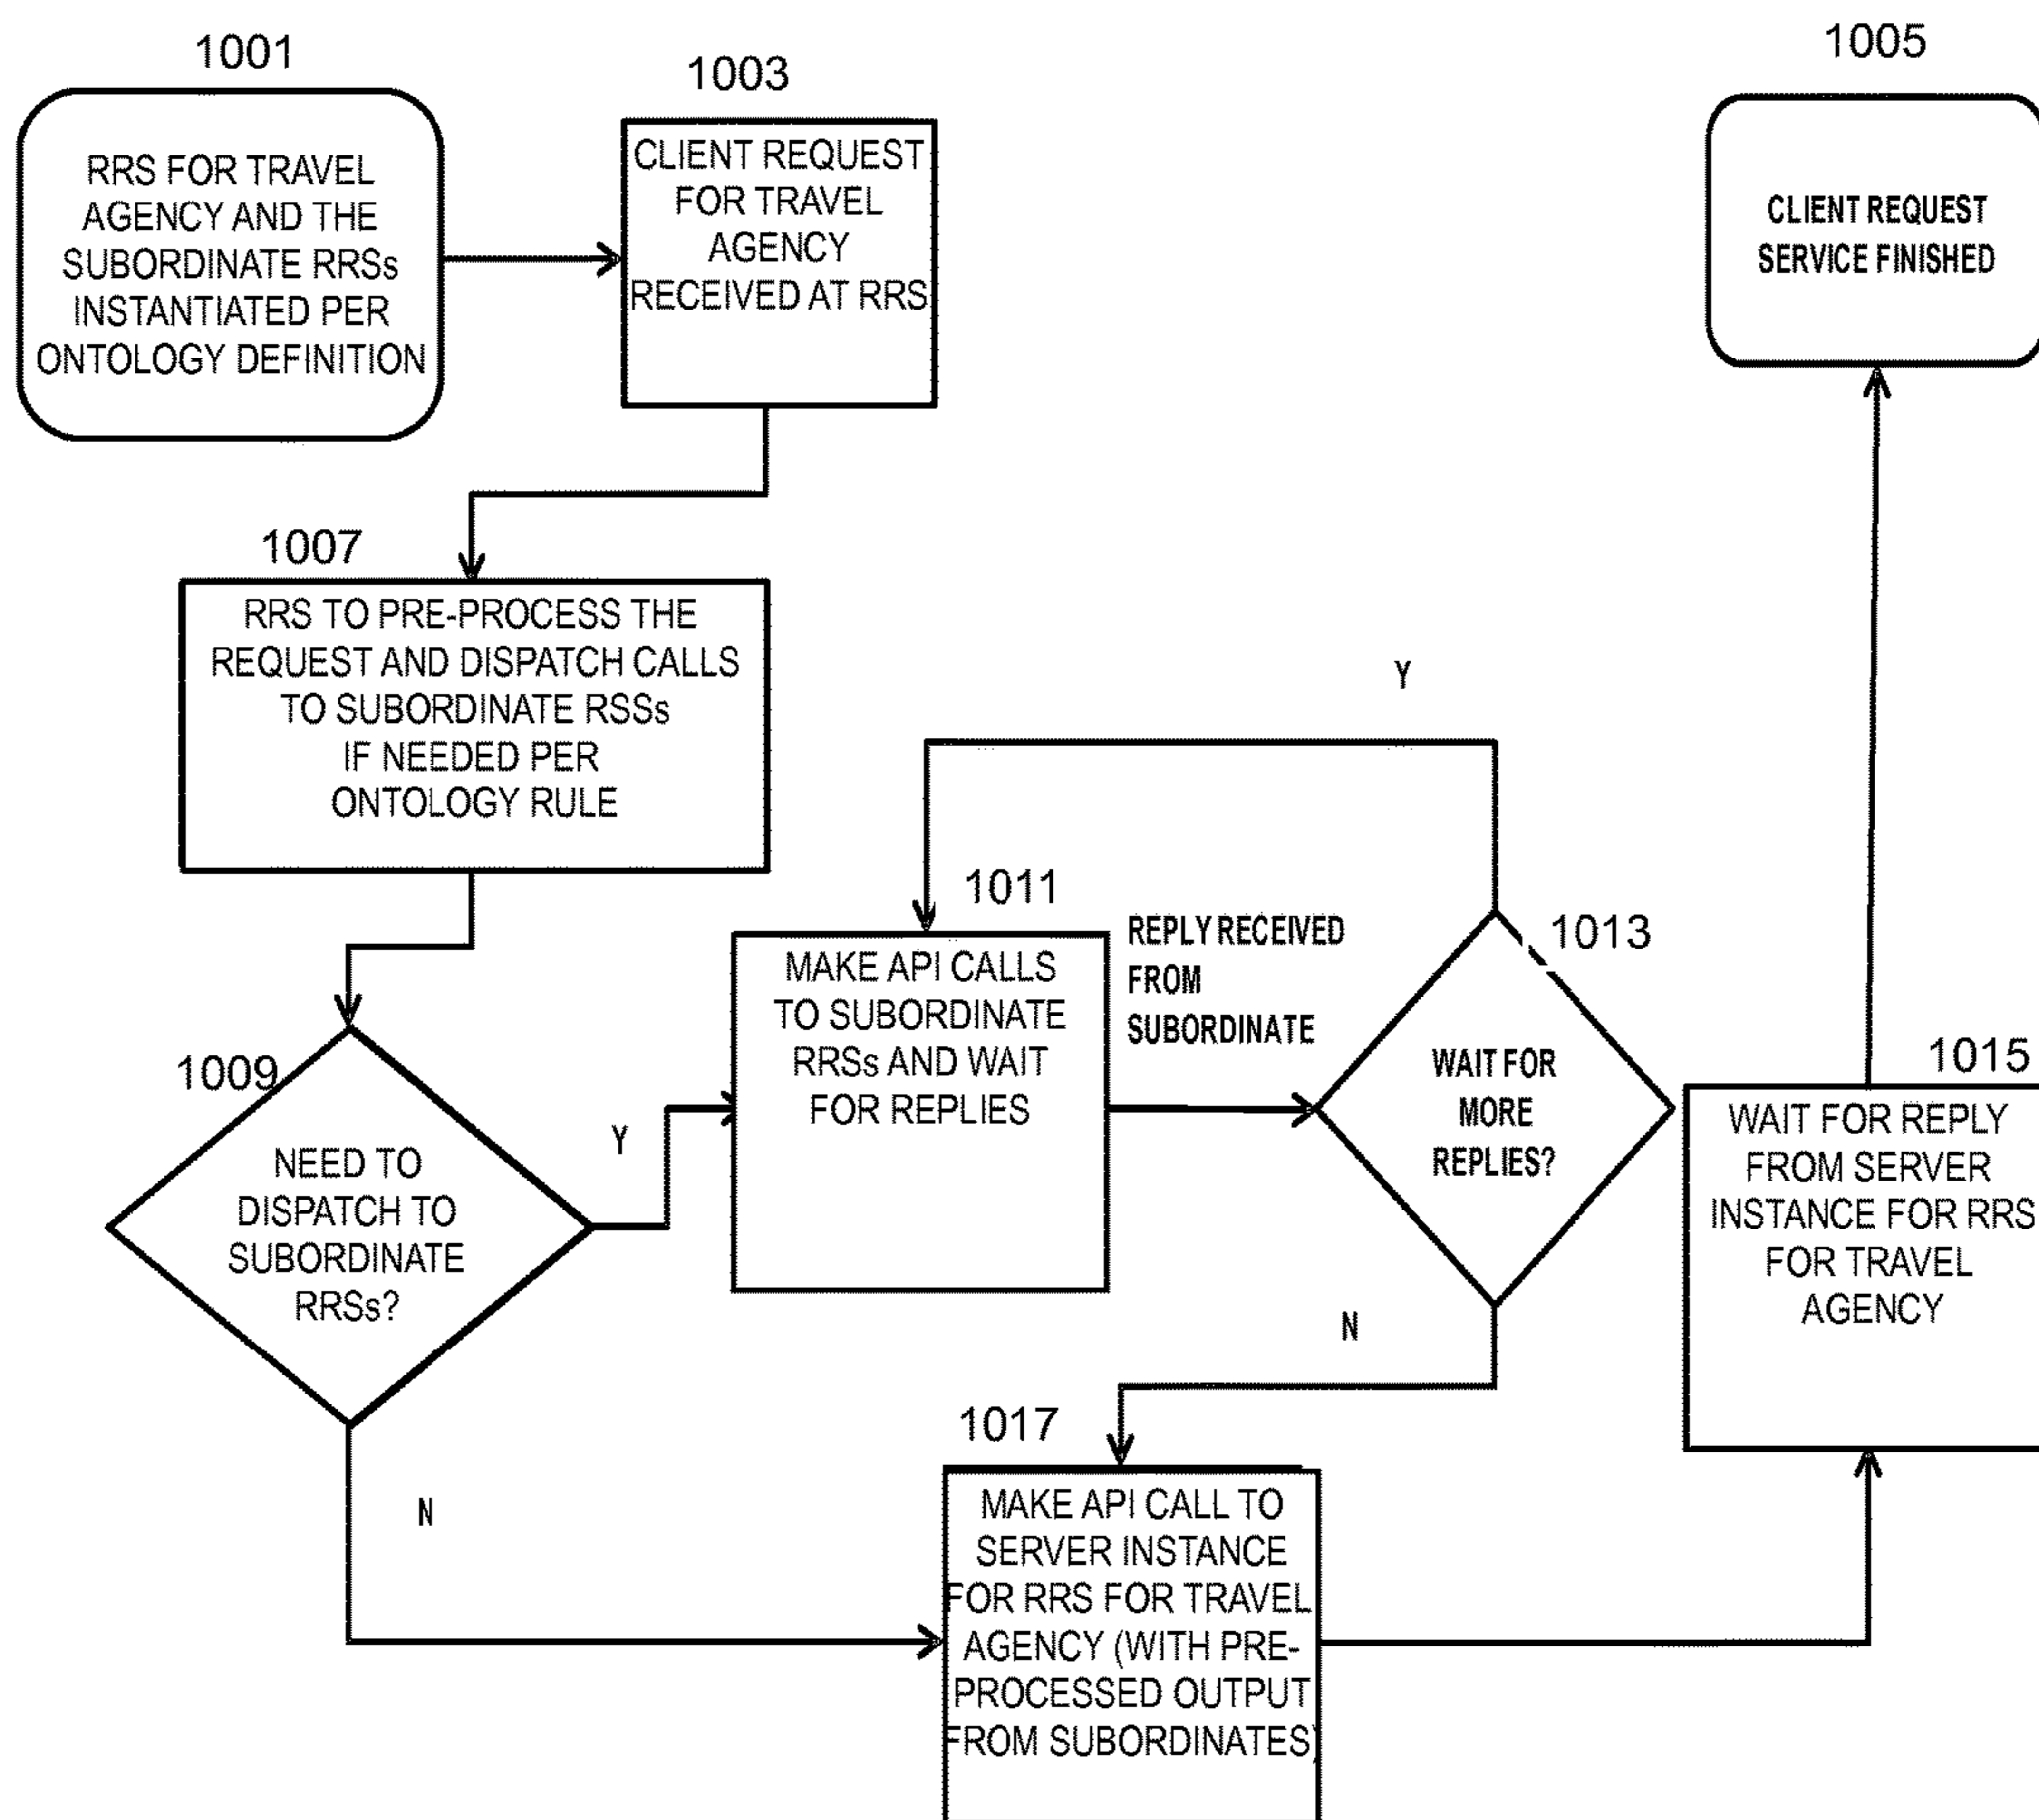 1001
RRS FOR TRAVEL
AGENCY AND THE
SUBORDINATE RRSs
INSTANTIATED PER
ONTOLOGY DEFINITION
1003
CLIENT REQUEST
FOR TRAVEL
AGENCY
RECEIVED AT RRS
1005
CLIENT REQUEST
SERVICE FINISHED
1007
RRS TO PRE-PROCESS THE
REQUEST AND DISPATCH CALLS
TO SUBORDINATE RSSs
IF NEEDED PER
ONTOLOGY RULE
1009
NEED TO
DISPATCH TO
SUBORDINATE
RRSs?
Y
N
1011
MAKE API CALLS
TO SUBORDINATE
RRSs AND WAIT
FOR REPLIES
REPLY RECEIVED
FROM
SUBORDINATE
1013
WAIT FOR
MORE
REPLIES?
Y
N
1015
WAIT FOR REPLY
FROM SERVER
INSTANCE FOR RRS
FOR TRAVEL
AGENCY
1017
MAKE API CALL TO
SERVER INSTANCE
FOR RRS FOR TRAVEL
AGENCY (WITH PRE-
PROCESSED OUTPUT
FROM SUBORDINATES)